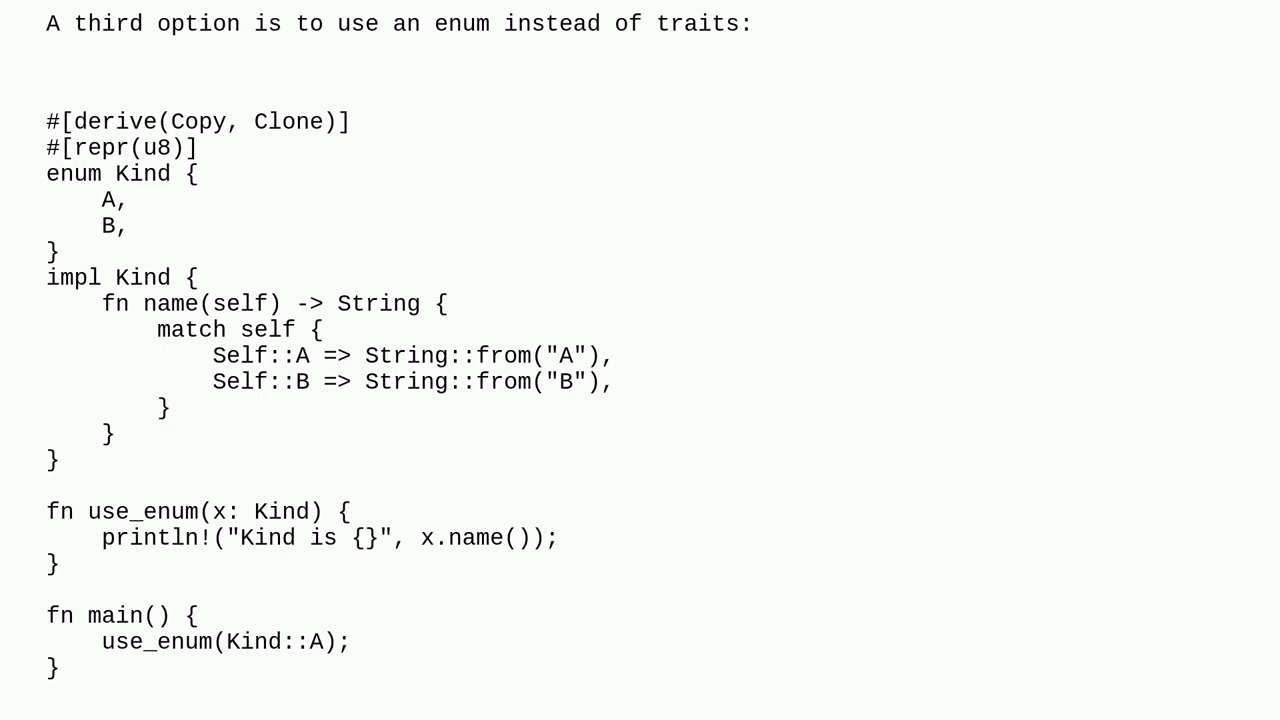 A third option is to use an enum instead of traits:
#[derive(Copy, Clone)]
#[repr(u8)]
enum Kind {
    A,
    B,
}
impl Kind {
    fn name(self) -> String {
        match self {
            Self::A => String::from("A"),
            Self::B => String::from("B"),
        }
    }
}

fn use_enum(x: Kind) {
    println!("Kind is {}", x.name());
}

fn main() {
    use_enum(Kind::A);
}